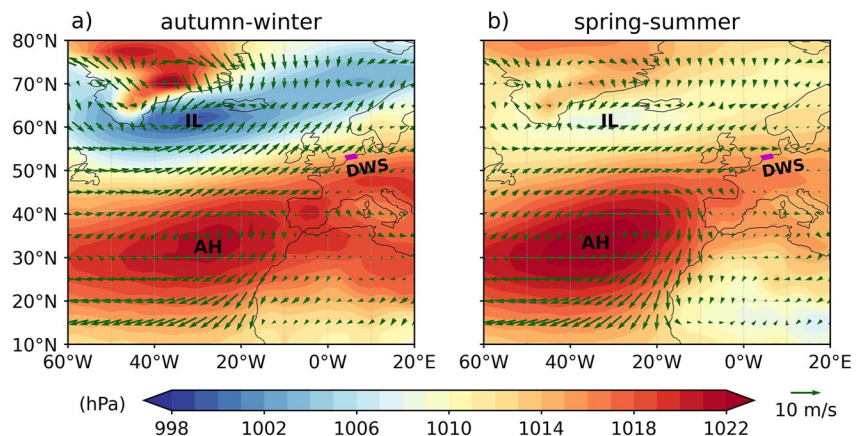 a) autumn-winter
b) spring-summer
80°N
70°N
60°N
50°N
40°N
30°N
20°N
10°N
IL
DWS
AH
IL
DWS
AH
60°W 40°W 20°W 0°W 20°E
60°W 40°W 20°W 0°W 20°E
(hPa)
998 1002 1006 1010 1014 1018 1022
10 m/s